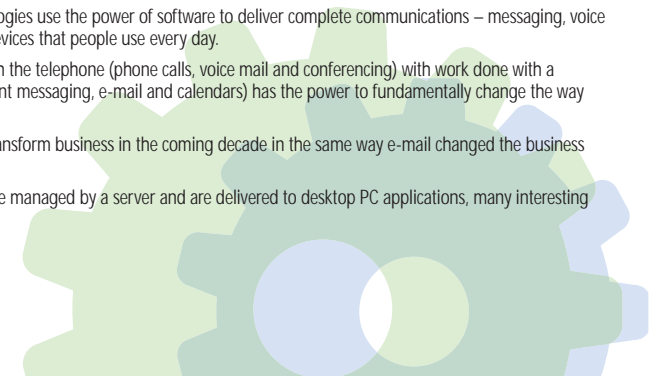 ogies use the power of software to deliver complete communications – messaging, voice
evices that people use every day.
n the telephone (phone calls, voice mail and conferencing) with work done with a
nt messaging, e-mail and calendars) has the power to fundamentally change the way
ansform business in the coming decade in the same way e-mail changed the business
e managed by a server and are delivered to desktop PC applications, many interesting